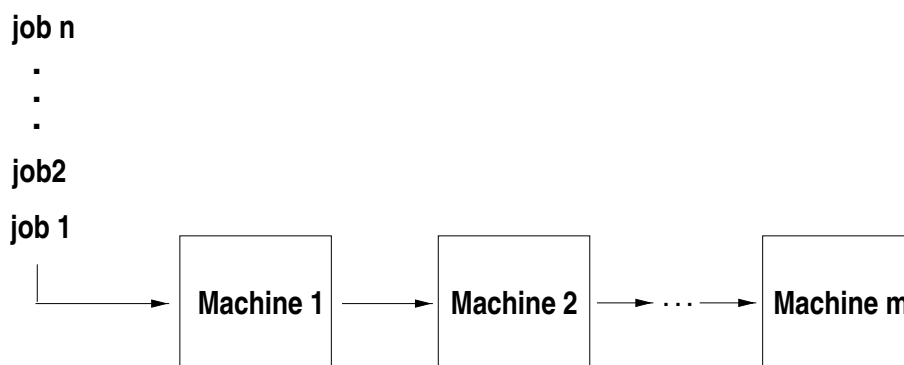 job n
.
.
.
job2
job 1
Machine 1
Machine 2
...
Machine m